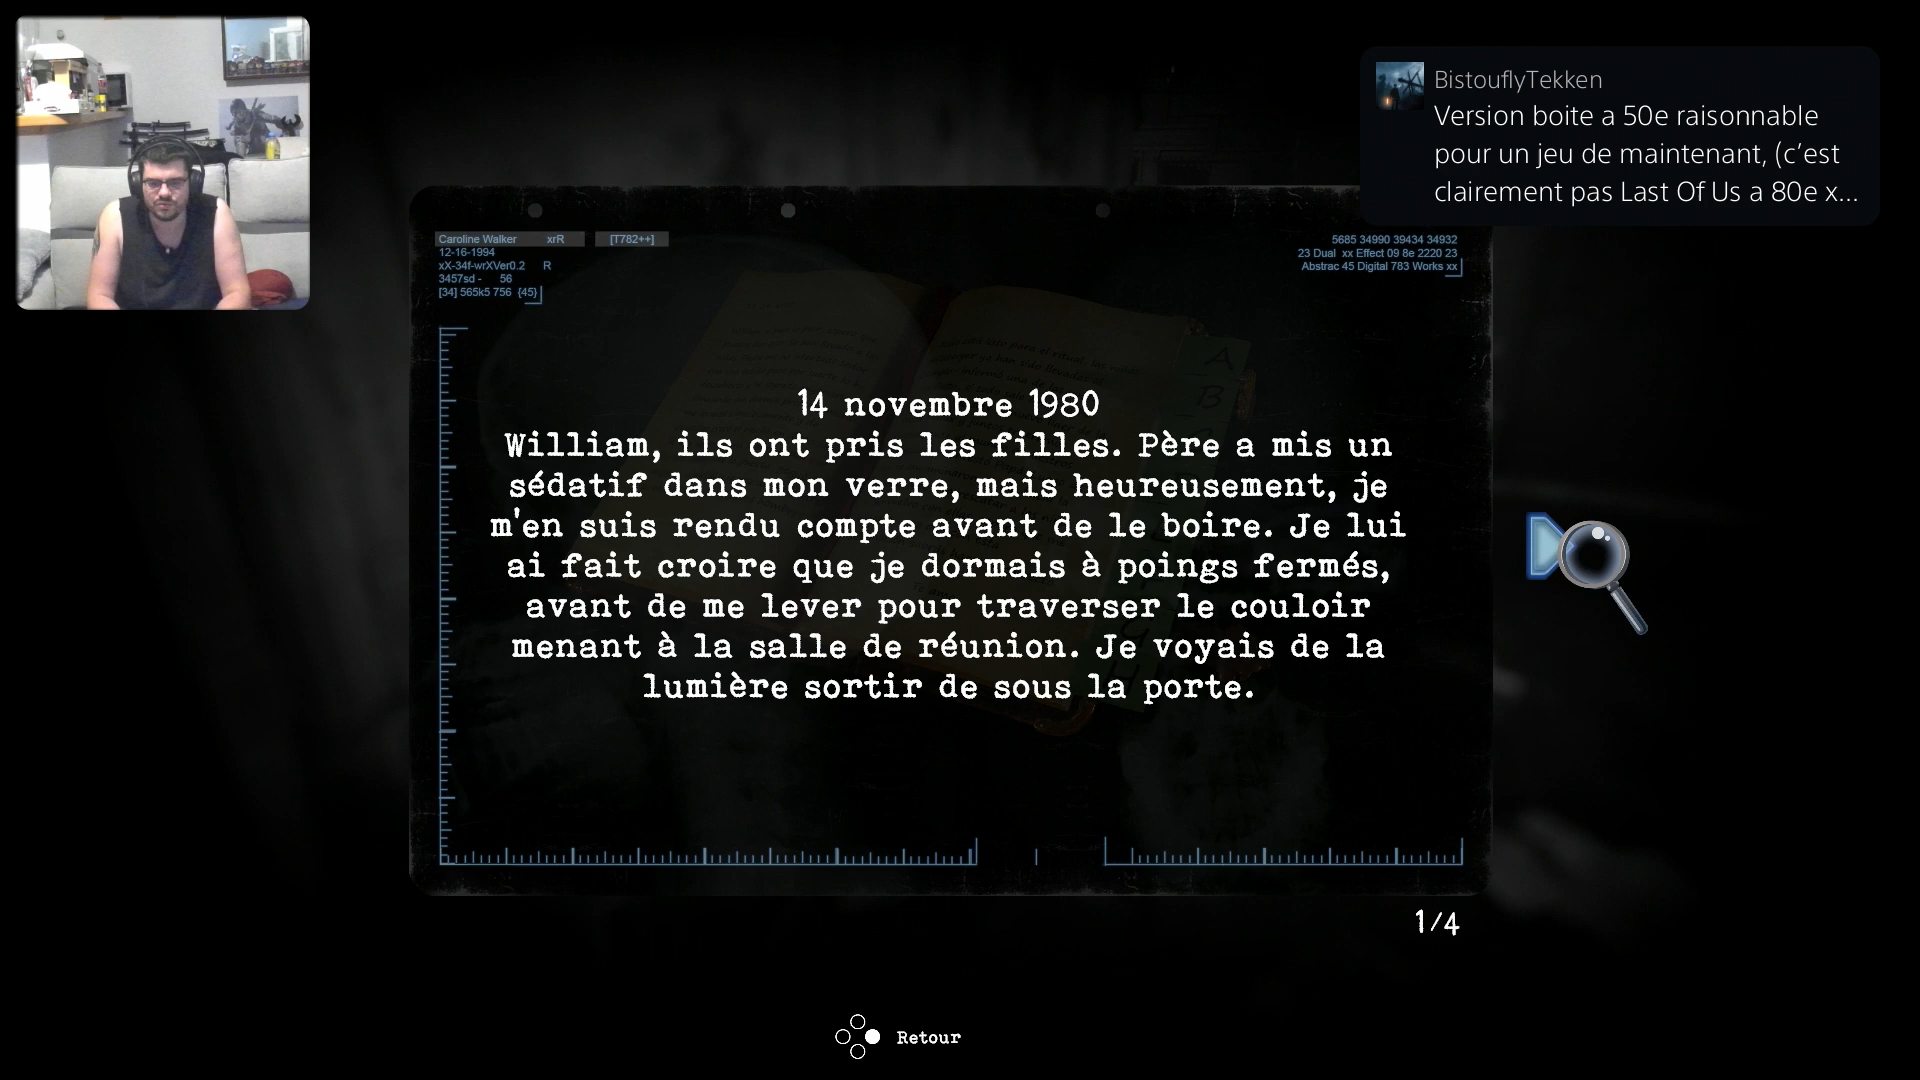 BistouflyTekken
Version boite a 50e raisonnable
pour un jeu de maintenant, (c’est
clairement pas Last Of Us a 80e x...
Caroline Walker xrR [T782++]
12-16-1994
xX-34f-wrXVer0.2 R
3457sd - 56
[34] 565k5 756 {45}
5685 34990 39434 34932
23 Dual xx Effect 09 8e 2220 23
Abstrac 45 Digital 783 Works xx
14 novembre 1980
William, ils ont pris les filles. Père a mis un
sédatif dans mon verre, mais heureusement, je
m'en suis rendu compte avant de le boire. Je lui
ai fait croire que je dormais à poings fermés,
avant de me lever pour traverser le couloir
menant à la salle de réunion. Je voyais de la
lumière sortir de sous la porte.
A
B
1/4
Retour